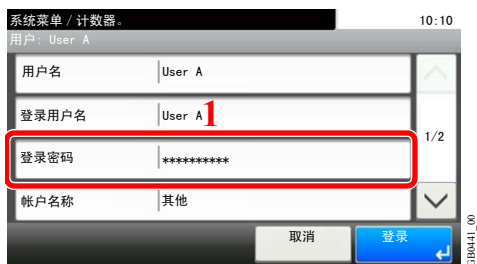 系统菜单 / 计数器。 10:10
用户: User A
用户名 User A
登录用户名 User A
1
1/2
登录密码 **********
帐户名称 其他
取消 登录
GB0441_00